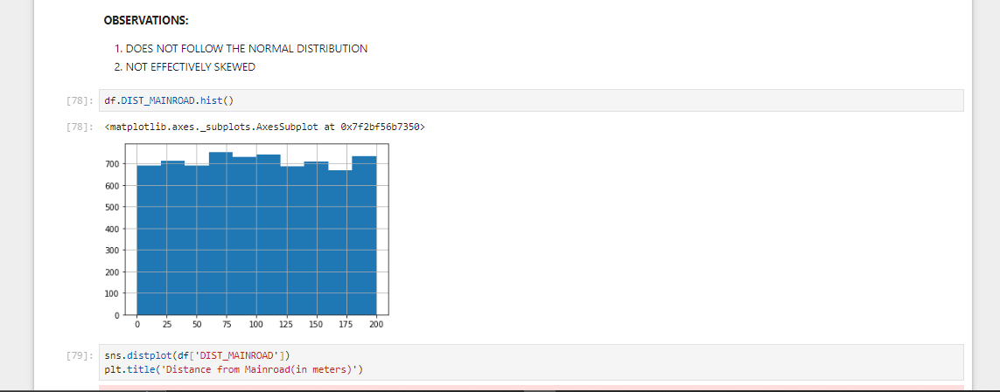 OBSERVATIONS:
1. DOES NOT FOLLOW THE NORMAL DISTRIBUTION
2. NOT EFFECTIVELY SKEWED
[78]: df.DIST_MAINROAD.hist()
[78]: <matplotlib.axes._subplots.AxesSubplot at 0x7f2bf56b7350>
700
600
500
400
300
200
100
0
0 25 50 75 100 125 150 175 200
[79]: sns.distplot(df['DIST_MAINROAD'])
plt.title('Distance from Mainroad(in meters)')